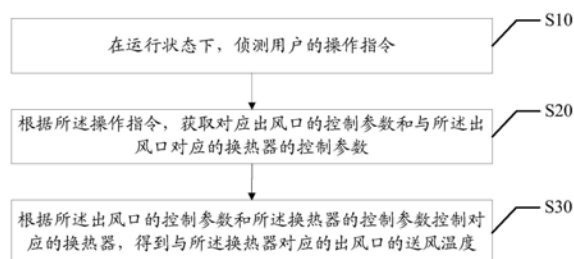 S10
在运行状态下，侦测用户的操作指令
S20
根据所述操作指令，获取对应出风口的控制参数和与所述出
风口对应的换热器的控制参数
S30
根据所述出风口的控制参数和所述换热器的控制参数控制对
应的换热器，得到与所述换热器对应的出风口的送风温度